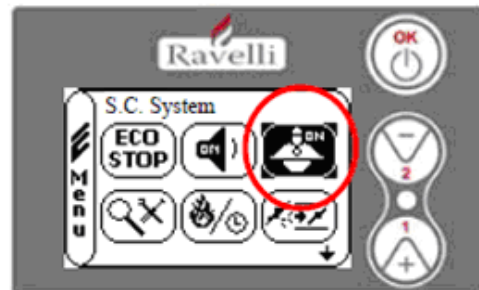 Ravelli
OK
S.C. System
Menu
ECO
STOP
ON
ON
2
1